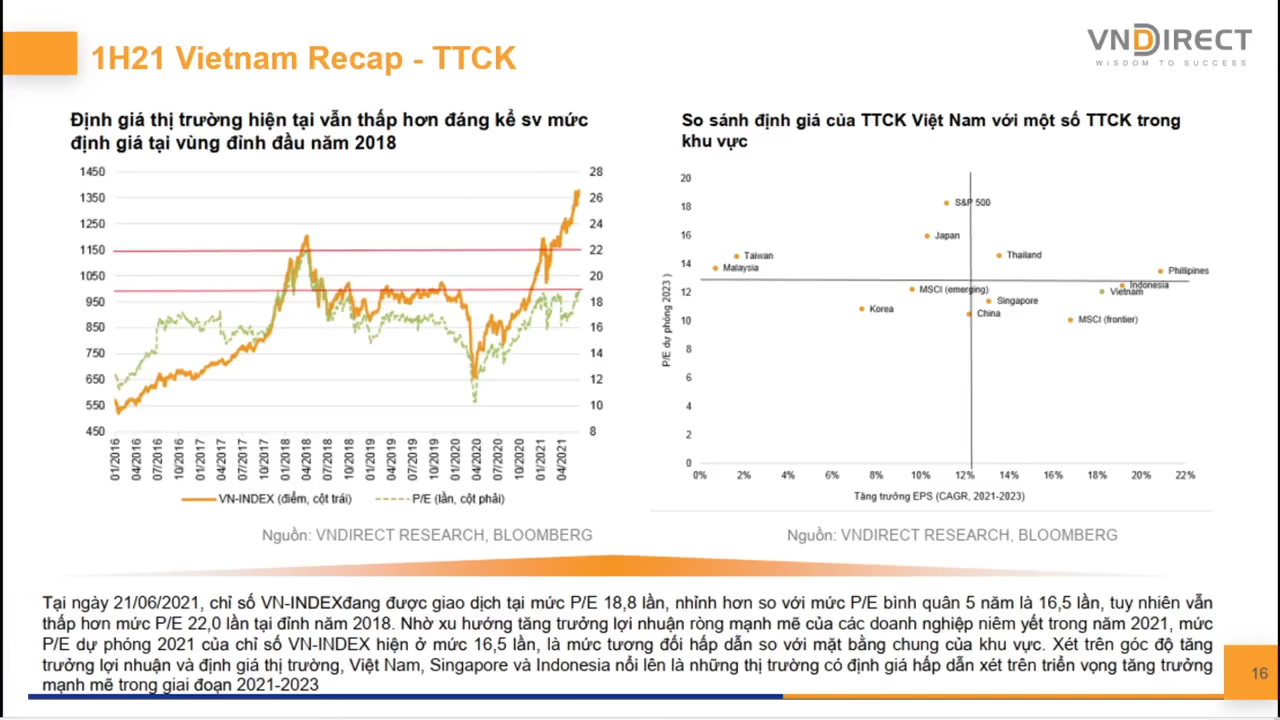 1H21 Vietnam Recap - TTCK
VNDIRECT
WISDOM TO SUCCESS
Định giá thị trường hiện tại vẫn thấp hơn đáng kể sv mức
định giá tại vùng đỉnh đầu năm 2018
1450
1350
1250
1150
1050
950
850
750
650
550
450
28
26
24
22
20
18
16
14
12
10
8
01/2016
04/2016
07/2016
10/2016
01/2017
04/2017
07/2017
10/2017
01/2018
04/2018
07/2018
10/2018
01/2019
04/2019
07/2019
10/2019
01/2020
04/2020
07/2020
10/2020
01/2021
04/2021
VN-INDEX (điểm, cột trái)
P/E (lần, cột phải)
Nguồn: VNDIRECT RESEARCH, BLOOMBERG
So sánh định giá của TTCK Việt Nam với một số TTCK trong
khu vực
P/E dự phóng 2023 )
20
18
16
14
12
10
8
6
4
2
0
S&P 500
Japan
Taiwan
Thailand
Malaysia
Phillipines
Indonesia
MSCI (emerging)
Vietnam
Singapore
Korea
China
MSCI (frontier)
0% 2% 4% 6% 8% 10% 12% 14% 16% 18% 20% 22%
Tăng trưởng EPS (CAGR, 2021-2023)
Nguồn: VNDIRECT RESEARCH, BLOOMBERG
Tại ngày 21/06/2021, chỉ số VN-INDEXđang được giao dịch tại mức P/E 18,8 lần, nhỉnh hơn so với mức P/E bình quân 5 năm là 16,5 lần, tuy nhiên vẫn
thấp hơn mức P/E 22,0 lần tại đỉnh năm 2018. Nhờ xu hướng tăng trưởng lợi nhuận ròng mạnh mẽ của các doanh nghiệp niêm yết trong năm 2021, mức
P/E dự phóng 2021 của chỉ số VN-INDEX hiện ở mức 16,5 lần, là mức tương đối hấp dẫn so với mặt bằng chung của khu vực. Xét trên góc độ tăng
trưởng lợi nhuận và định giá thị trường, Việt Nam, Singapore và Indonesia nổi lên là những thị trường có định giá hấp dẫn xét trên triển vọng tăng trưởng
mạnh mẽ trong giai đoạn 2021-2023
16